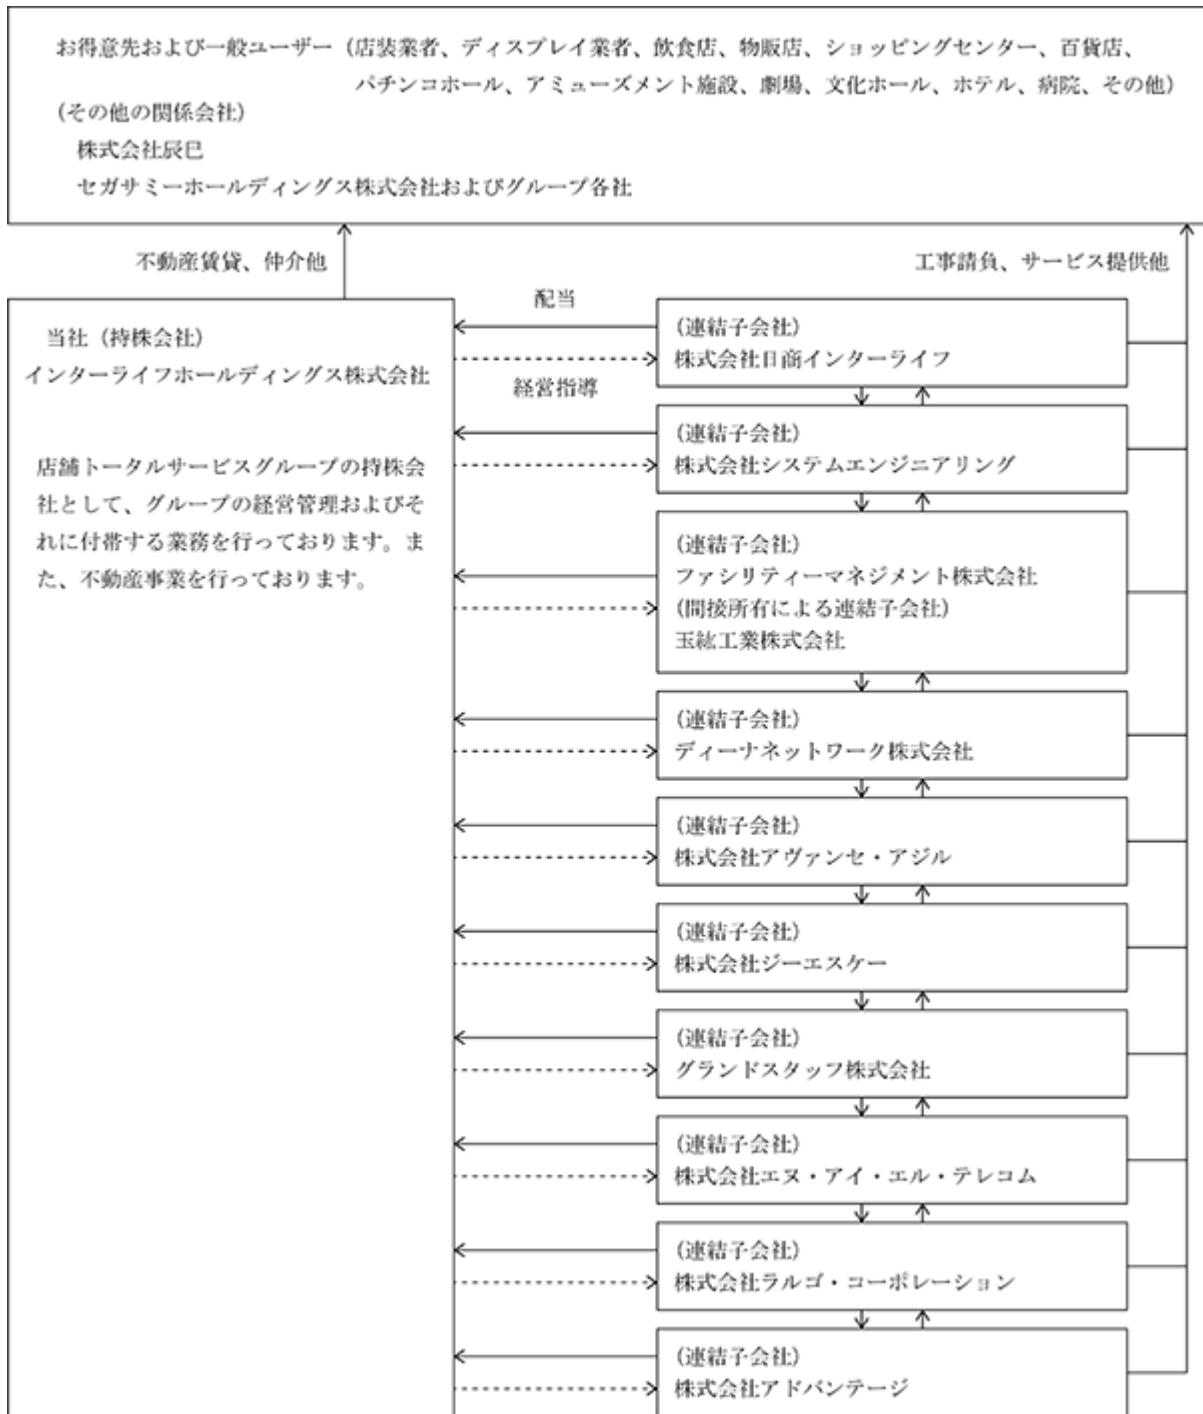 お得意先および一般ユーザー（店装業者、ディスプレイ業者、飲食店、物販店、ショッピングセンター、百貨店、
パチンコホール、アミューズメント施設、劇場、文化ホール、ホテル、病院、その他）
(その他の関係会社)
株式会社辰巳
セガサミーホールディングス株式会社およびグループ各社
不動産賃貸、仲介他
工事請負、サービス提供他
当社（持株会社）
インターライフホールディングス株式会社
店舗トータルサービスグループの持株会
社として、グループの経営管理およびそ
れに付帯する業務を行っております。ま
た、不動産事業を行っております。
配当
経営指導
(連結子会社)
株式会社日商インターライフ
(連結子会社)
株式会社システムエンジニアリング
(連結子会社)
ファシリティーマネジメント株式会社
(間接所有による連結子会社)
玉紘工業株式会社
(連結子会社)
ディーナネットワーク株式会社
(連結子会社)
株式会社アヴァンセ・アジル
(連結子会社)
株式会社ジーエスケー
(連結子会社)
グランドスタッフ株式会社
(連結子会社)
株式会社エヌ・アイ・エル・テレコム
(連結子会社)
株式会社ラルゴ・コーポレーション
(連結子会社)
株式会社アドバンテージ